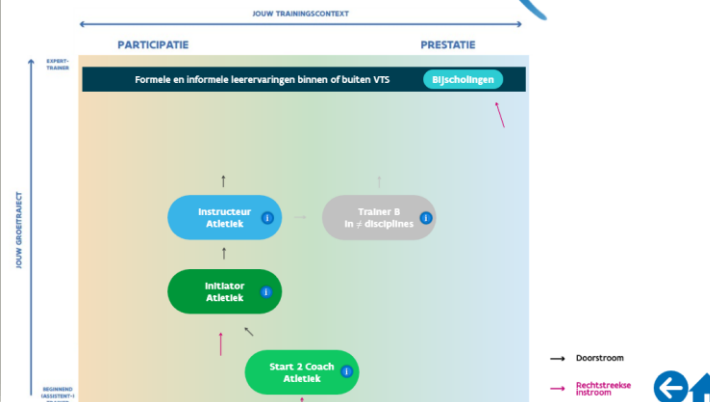 JOUW TRAININGSCONTEXT
PARTICIPATIE
PRESTATIE
EXPERT-
TRAINER
Formele en informele leerervaringen binnen of buiten VTS
Bijscholingen
JOUW GROEITRAJECT
Instructeur
Atletiek
Trainer B
in ≠ disciplines
Initiator
Atletiek
Start 2 Coach
Atletiek
Doorstroom
Rechtstreekse
instroom
BEGINNEND
(ASSISTENT-)